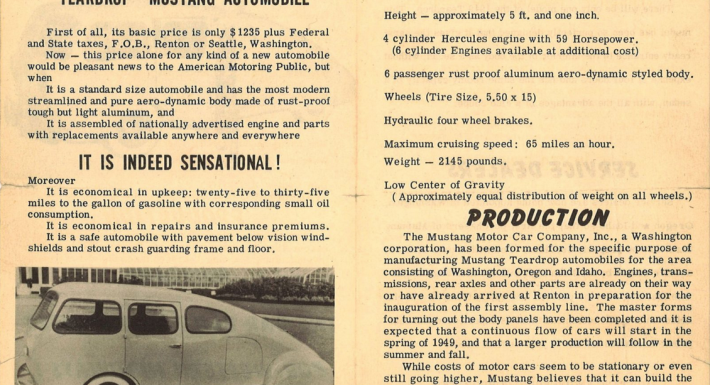 TEARDROP - MUSTANG AUTOMOBILE
First of all, its basic price is only $1235 plus Federal
and State taxes, F.O.B., Renton or Seattle, Washington.
Now — this price alone for any kind of a new automobile
would be pleasant news to the American Motoring Public, but
when
It is a standard size automobile and has the most modern
streamlined and pure aero-dynamic body made of rust-proof
tough but light aluminum, and
It is assembled of nationally advertised engine and parts
with replacements available anywhere and everywhere
IT IS INDEED SENSATIONAL!
Moreover
It is economical in upkeep: twenty-five to thirty-five
miles to the gallon of gasoline with corresponding small oil
consumption.
It is economical in repairs and insurance premiums.
It is a safe automobile with pavement below vision wind-
shields and stout crash guarding frame and floor.
Height — approximately 5 ft. and one inch.
4 cylinder Hercules engine with 59 Horsepower.
(6 cylinder Engines available at additional cost)
6 passenger rust proof aluminum aero-dynamic styled body.
Wheels (Tire Size, 5.50 x 15)
Hydraulic four wheel brakes.
Maximum cruising speed: 65 miles an hour.
Weight — 2145 pounds.
Low Center of Gravity
(Approximately equal distribution of weight on all wheels.)
PRODUCTION
The Mustang Motor Car Company, Inc., a Washington
corporation, has been formed for the specific purpose of
manufacturing Mustang Teardrop automobiles for the area
consisting of Washington, Oregon and Idaho. Engines, trans-
missions, rear axles and other parts are already on their way
or have already arrived at Renton in preparation for the
inauguration of the first assembly line. The master forms
for turning out the body panels have been completed and it is
expected that a continuous flow of cars will start in the
spring of 1949, and that a larger production will follow in the
summer and fall.
While costs of motor cars seem to be stationary or even
still going higher, Mustang believes that it can build the